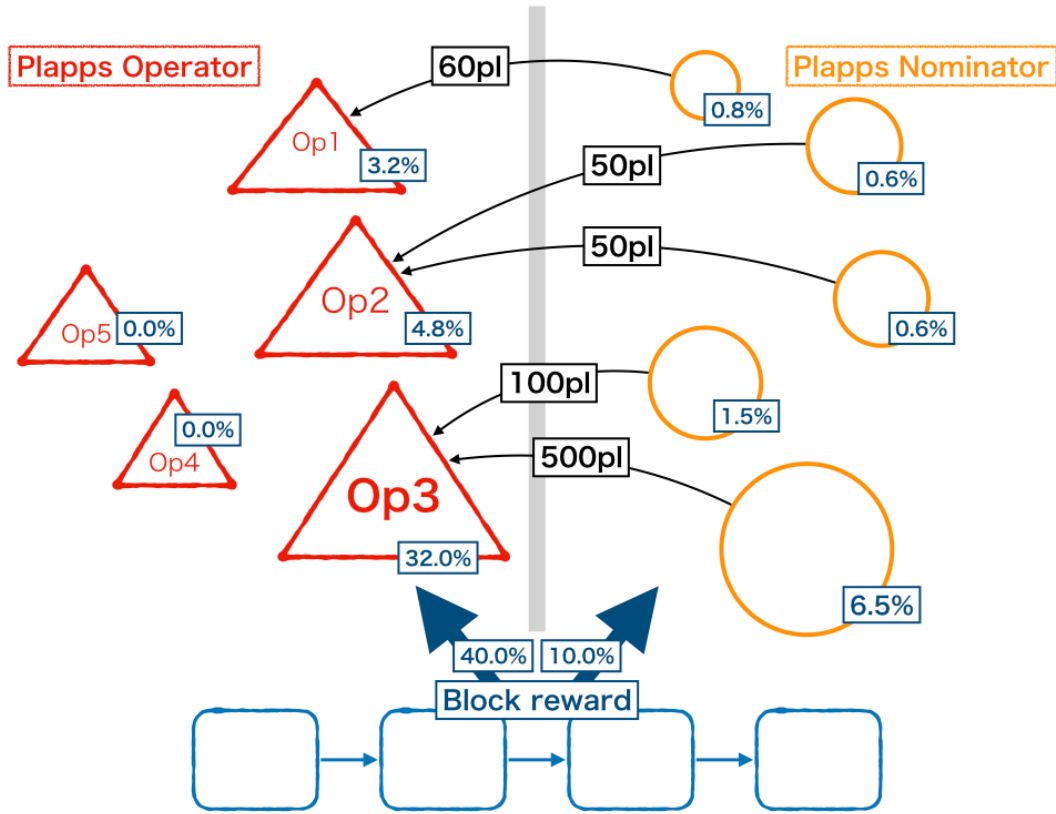 Plapps Operator
Plapps Nominator
60pl
0.8%
Op1
3.2%
50pl
0.6%
50pl
0.6%
Op2
4.8%
Op5
0.0%
100pl
1.5%
0.0%
Op4
500pl
Op3
32.0%
6.5%
40.0%
10.0%
Block reward